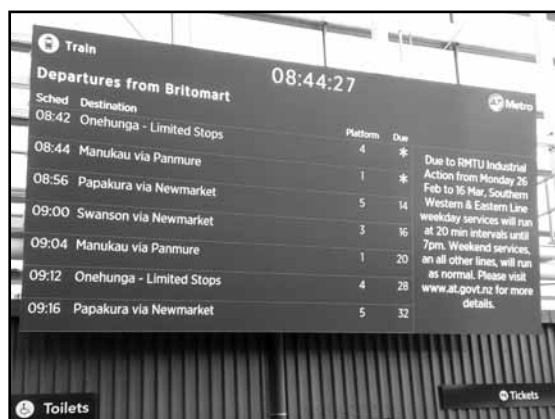 Train
08:44:27
AT Metro
Departures from Britomart
Sched Destination Platform Due
08:42 Onehunga - Limited Stops 4 *
08:44 Manukau via Panmure 1 *
08:56 Papakura via Newmarket 5 14
09:00 Swanson via Newmarket 3 16
09:04 Manukau via Panmure 1 20
09:12 Onehunga - Limited Stops 4 28
09:16 Papakura via Newmarket 5 32
Due to RMTU Industrial
Action from Monday 26
Feb to 16 Mar, Southern
Western & Eastern Line
weekday services will run
at 20 min intervals until
7pm. Weekend services,
an all other lines, will run
as normal. Please visit
www.at.govt.nz for more
details.
Toilets
Tickets